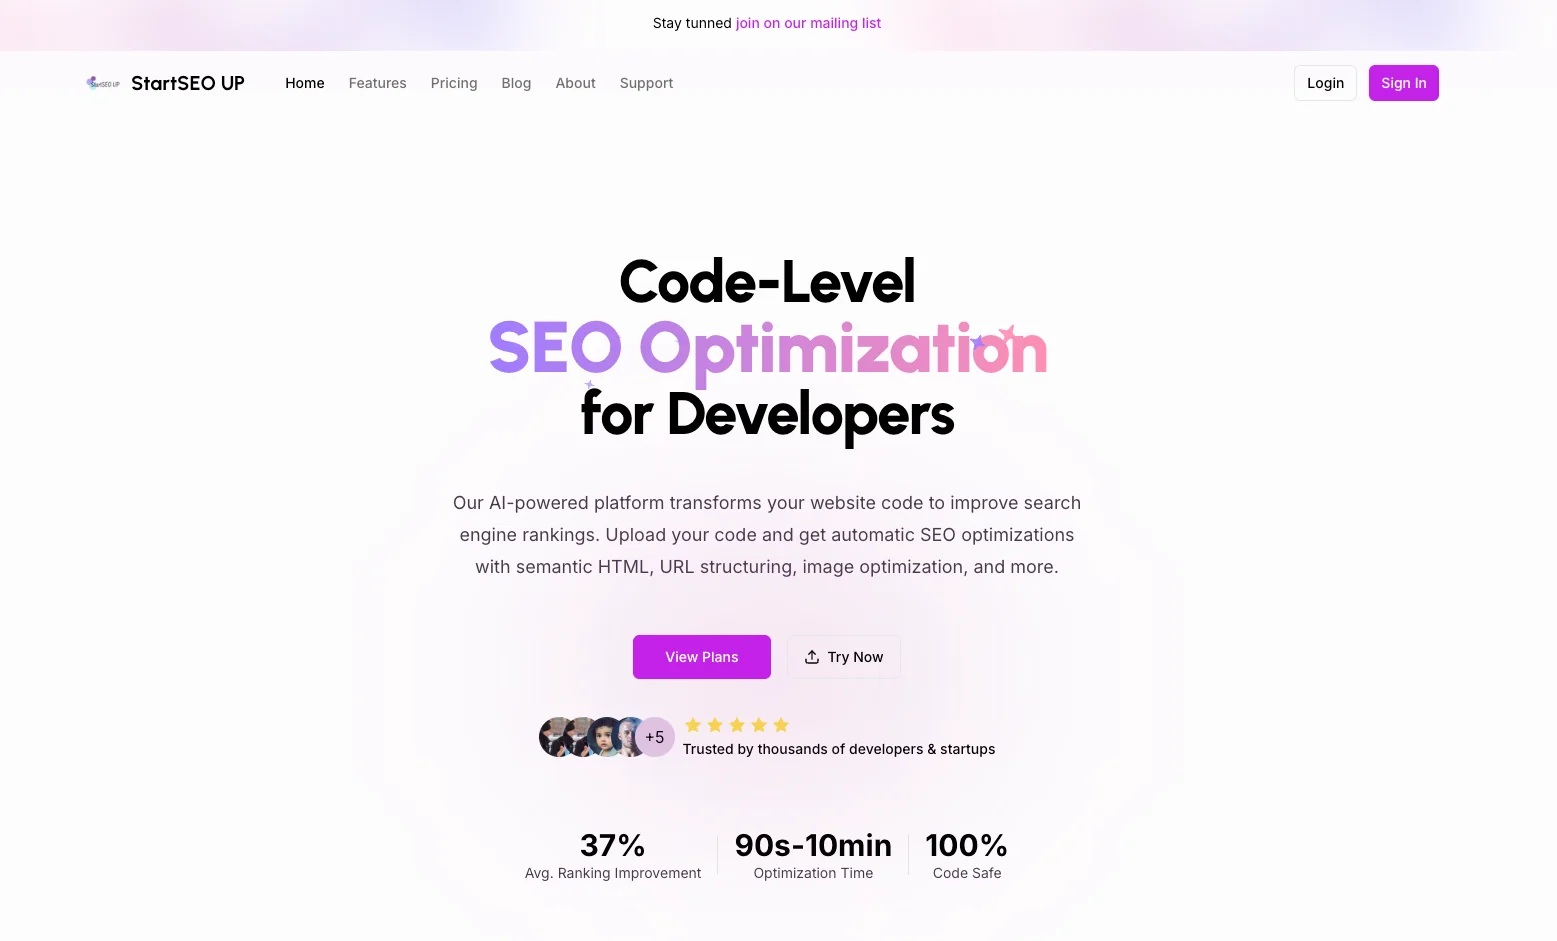 Stay tunned join on our mailing list
StartSEO UP
StartSEO UP
Home
Features
Pricing
Blog
About
Support
Login
Sign In
Code-Level
SEO Optimization
for Developers
Our AI-powered platform transforms your website code to improve search
engine rankings. Upload your code and get automatic SEO optimizations
with semantic HTML, URL structuring, image optimization, and more.
View Plans
Try Now
+5
Trusted by thousands of developers & startups
37%
Avg. Ranking Improvement
90s-10min
Optimization Time
100%
Code Safe